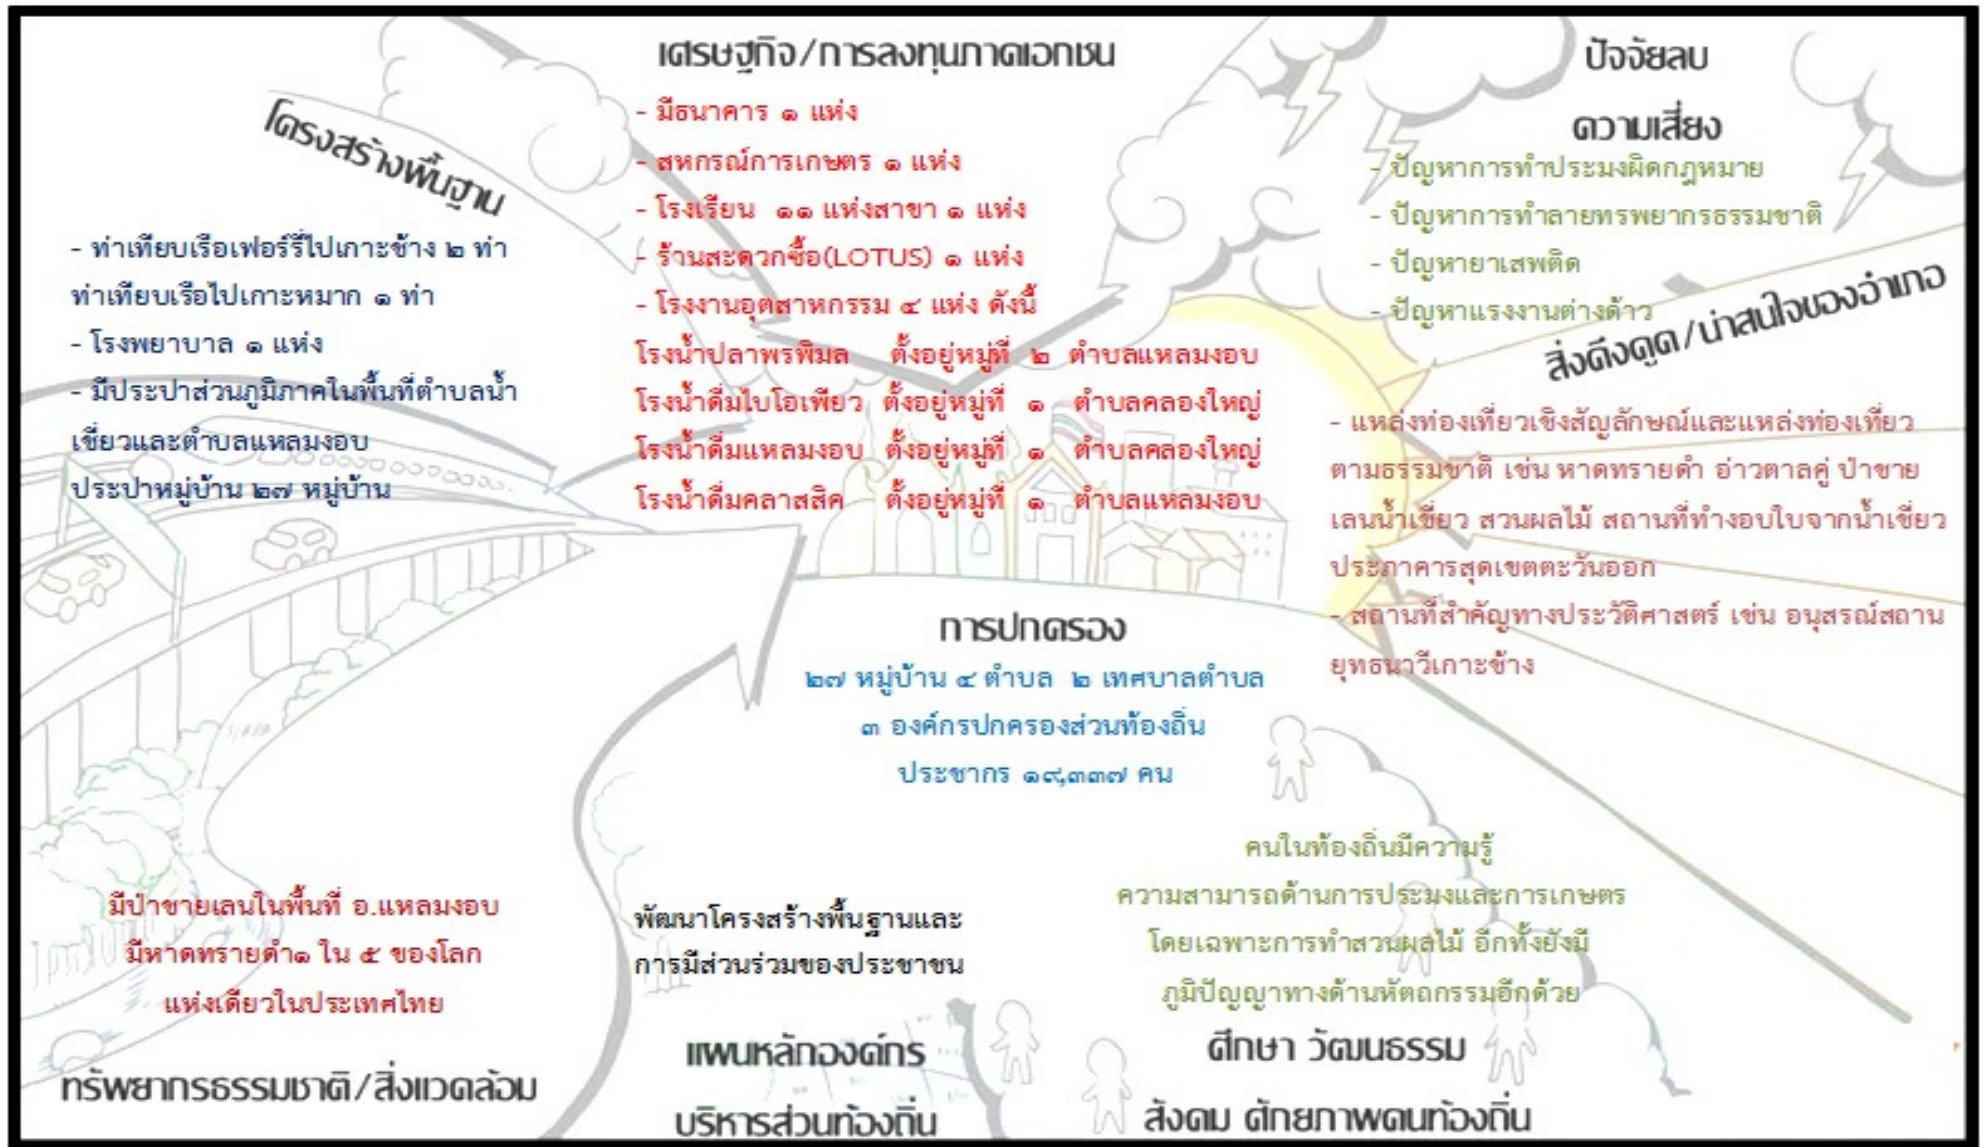 โครงสร้างพื้นฐาน
- ท่าเทียบเรือเฟอร์รี่ไปเกาะช้าง ๒ ท่า
ท่าเทียบเรือไปเกาะหมาก ๑ ท่า
- โรงพยาบาล ๑ แห่ง
- มีประปาส่วนภูมิภาคในพื้นที่ตำบลน้ำ
เชี่ยวและตำบลแหลมงอบ
ประปาหมู่บ้าน ๒๗ หมู่บ้าน
เศรษฐกิจ/การลงทุนภาคเอกชน
- มีธนาคาร ๑ แห่ง
- สหกรณ์การเกษตร ๑ แห่ง
- โรงเรียน ๑๑ แห่งสาขา ๑ แห่ง
- ร้านสะดวกซื้อ(LOTUS) ๑ แห่ง
- โรงงานอุตสาหกรรม ๔ แห่ง ดังนี้
โรงน้ำปลาพรพิมล ตั้งอยู่หมู่ที่ ๒ ตำบลแหลมงอบ
โรงน้ำดื่มไบโอเพียว ตั้งอยู่หมู่ที่ ๑ ตำบลคลองใหญ่
โรงน้ำดื่มแหลมงอบ ตั้งอยู่หมู่ที่ ๑ ตำบลคลองใหญ่
โรงน้ำดื่มคลาสสิค ตั้งอยู่หมู่ที่ ๑ ตำบลแหลมงอบ
ปัจจัยลบ
ความเสี่ยง
- ปัญหาการทำประมงผิดกฎหมาย
- ปัญหาการทำลายทรพยากรธรรมชาติ
- ปัญหายาเสพติด
- ปัญหาแรงงานต่างด้าว
สิ่งดึงดูด/น่าสนใจของอำเภอ
- แหล่งท่องเที่ยวเชิงสัญลักษณ์และแหล่งท่องเที่ยว
ตามธรรมชาติ เช่น หาดทรายดำ อ่าวตาลคู่ ป่าชาย
เลนน้ำเชี่ยว สวนผลไม้ สถานที่ทำงอบใบจากน้ำเชี่ยว
ประภาคารสุดเขตตะวันออก
- สถานที่สำคัญทางประวัติศาสตร์ เช่น อนุสรณ์สถาน
ยุทธนาวีเกาะช้าง
การปกครอง
๒๗ หมู่บ้าน ๔ ตำบล ๒ เทศบาลตำบล
๓ องค์กรปกครองส่วนท้องถิ่น
ประชากร ๑๙,๓๓๗ คน
มีป่าชายเลนในพื้นที่ อ.แหลมงอบ
มีหาดทรายดำ๑ ใน ๕ ของโลก
แห่งเดียวในประเทศไทย
ทรัพยากรธรรมชาติ/สิ่งแวดล้อม
พัฒนาโครงสร้างพื้นฐานและ
การมีส่วนร่วมของประชาชน
แผนหลักองค์กร
บริหารส่วนท้องถิ่น
คนในท้องถิ่นมีความรู้
ความสามารถด้านการประมงและการเกษตร
โดยเฉพาะการทำสวนผลไม้ อีกทั้งยังมี
ภูมิปัญญาทางด้านหัตถกรรมอีกด้วย
ศึกษา วัฒนธรรม
สังคม ศักยภาพคนท้องถิ่น